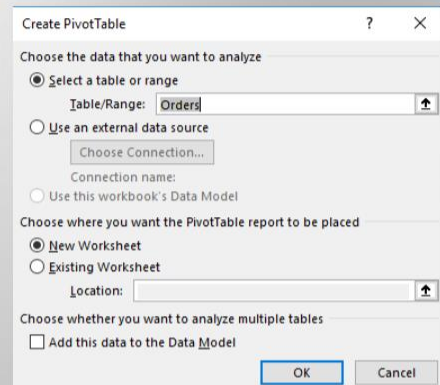 Create PivotTable ? ×
Choose the data that you want to analyze
Select a table or range
Table/Range: Orders
Use an external data source
Choose Connection...
Connection name:
Use this workbook's Data Model
Choose where you want the PivotTable report to be placed
New Worksheet
Existing Worksheet
Location:
Choose whether you want to analyze multiple tables
Add this data to the Data Model
OK Cancel